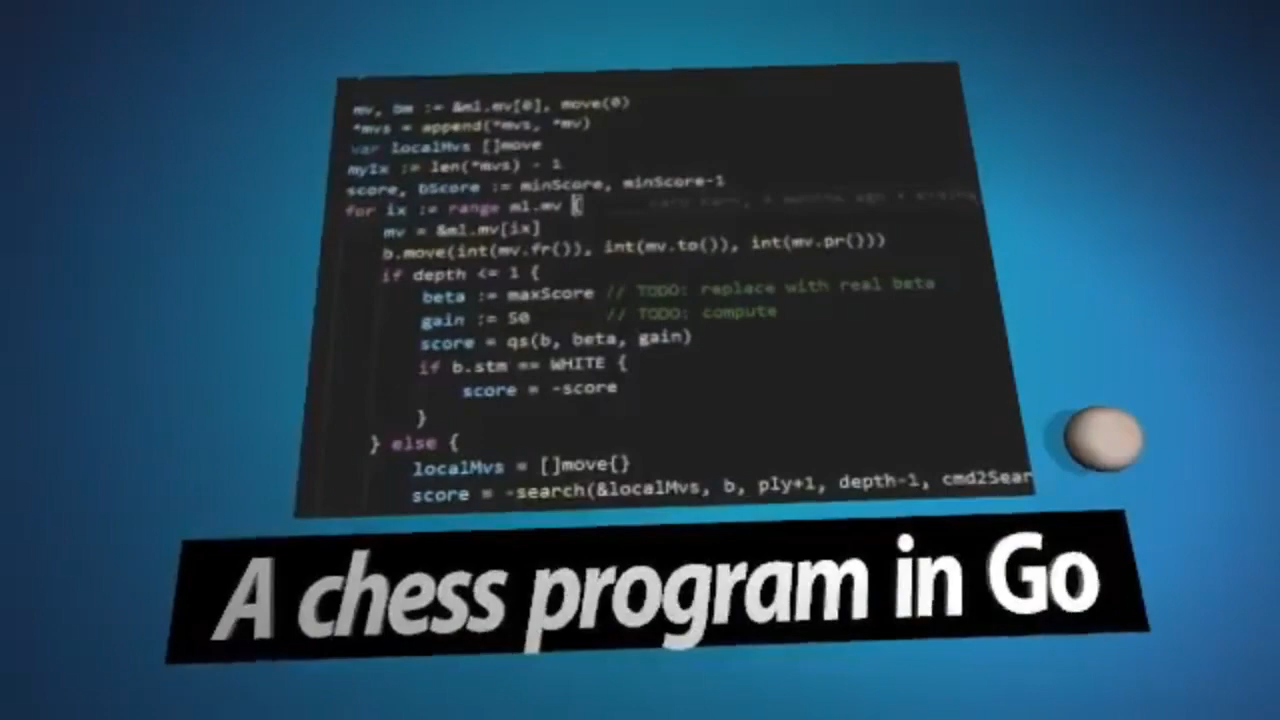 mv, bm := &ml.mv[0], move(0)
*mvs = append(*mvs, *mv)
var localMvs []move
myIx := len(*mvs) - 1
score, bScore := minScore, minScore-1
for ix := range ml.mv {
mv = &ml.mv[ix]
b.move(int(mv.fr()), int(mv.to()), int(mv.pr()))
if depth <= 1 {
beta := maxScore // TODO: replace with real beta
gain := 50 // TODO: compute
score = qs(b, beta, gain)
if b.stm == WHITE {
score = -score
}
} else {
localMvs = []move{}
score = -search(&localMvs, b, ply+1, depth-1, cmd2Sear
A chess program in Go